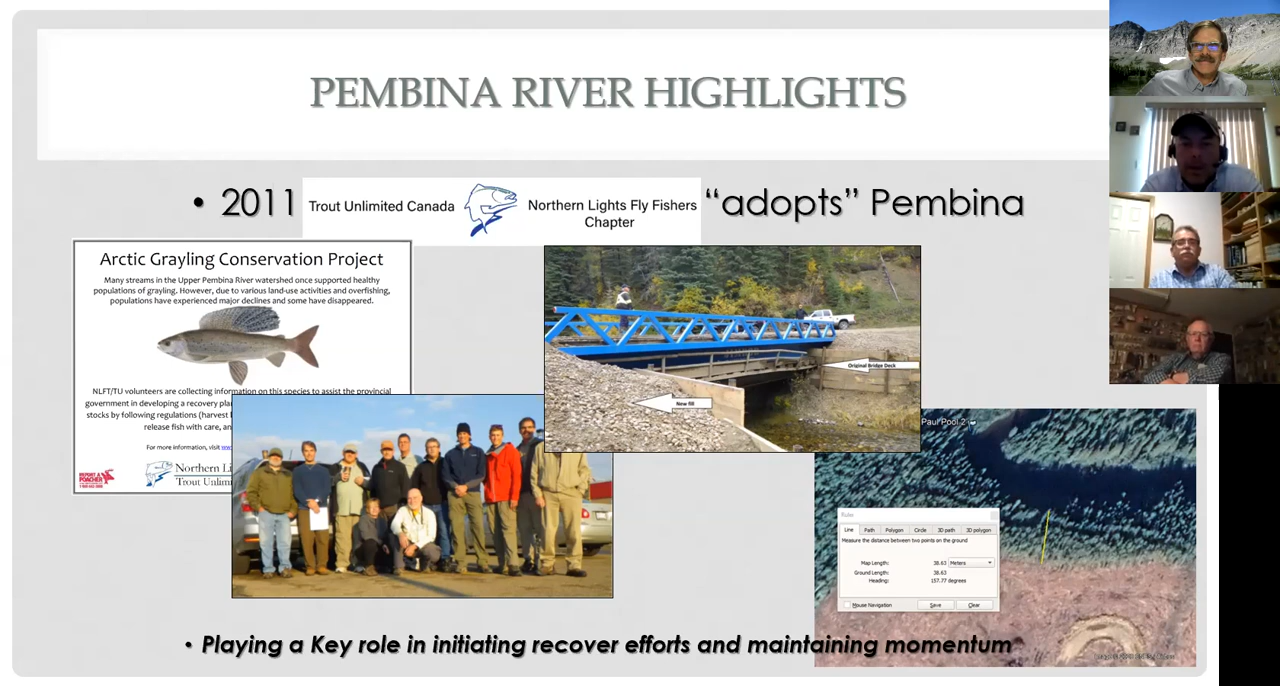 PEMBINA RIVER HIGHLIGHTS
• 2011 Trout Unlimited Canada Northern Lights Fly Fishers Chapter “adopts” Pembina
Arctic Grayling Conservation Project
Many streams in the Upper Pembina River watershed once supported healthy
populations of grayling. However, due to various land-use activities and overfishing,
populations have experienced major declines and some have disappeared.
NLFT/TU volunteers are collecting information on this species to assist the provincial
government in developing a recovery pla
stocks by following regulations (harvest
release fish with care, an
For more information, visit
REPORT A
POACHER
Northern Li
Trout Unlimi
Original Bridge Deck
New fill
Paul Pool 2
Ruler
Line Path Polygon Circle 3D path 3D polygon
Measure the distance between two points on the ground
Map Length: 38.63 Meters
Ground Length: 38.63
Heading: 157.77 degrees
Mouse Navigation Save Clear
• Playing a Key role in initiating recover efforts and maintaining momentum